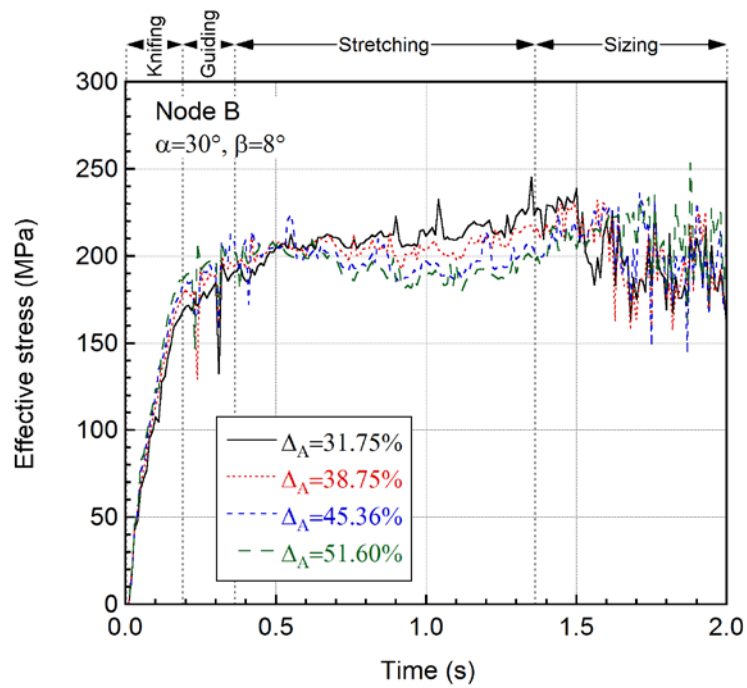 Knifing Guiding Stretching Sizing
300
Node B
α=30°, β=8°
250
200
150
100
50
0
Effective stress (MPa)
Δ_A=31.75%
Δ_A=38.75%
Δ_A=45.36%
Δ_A=51.60%
0.0 0.5 1.0 1.5 2.0
Time (s)